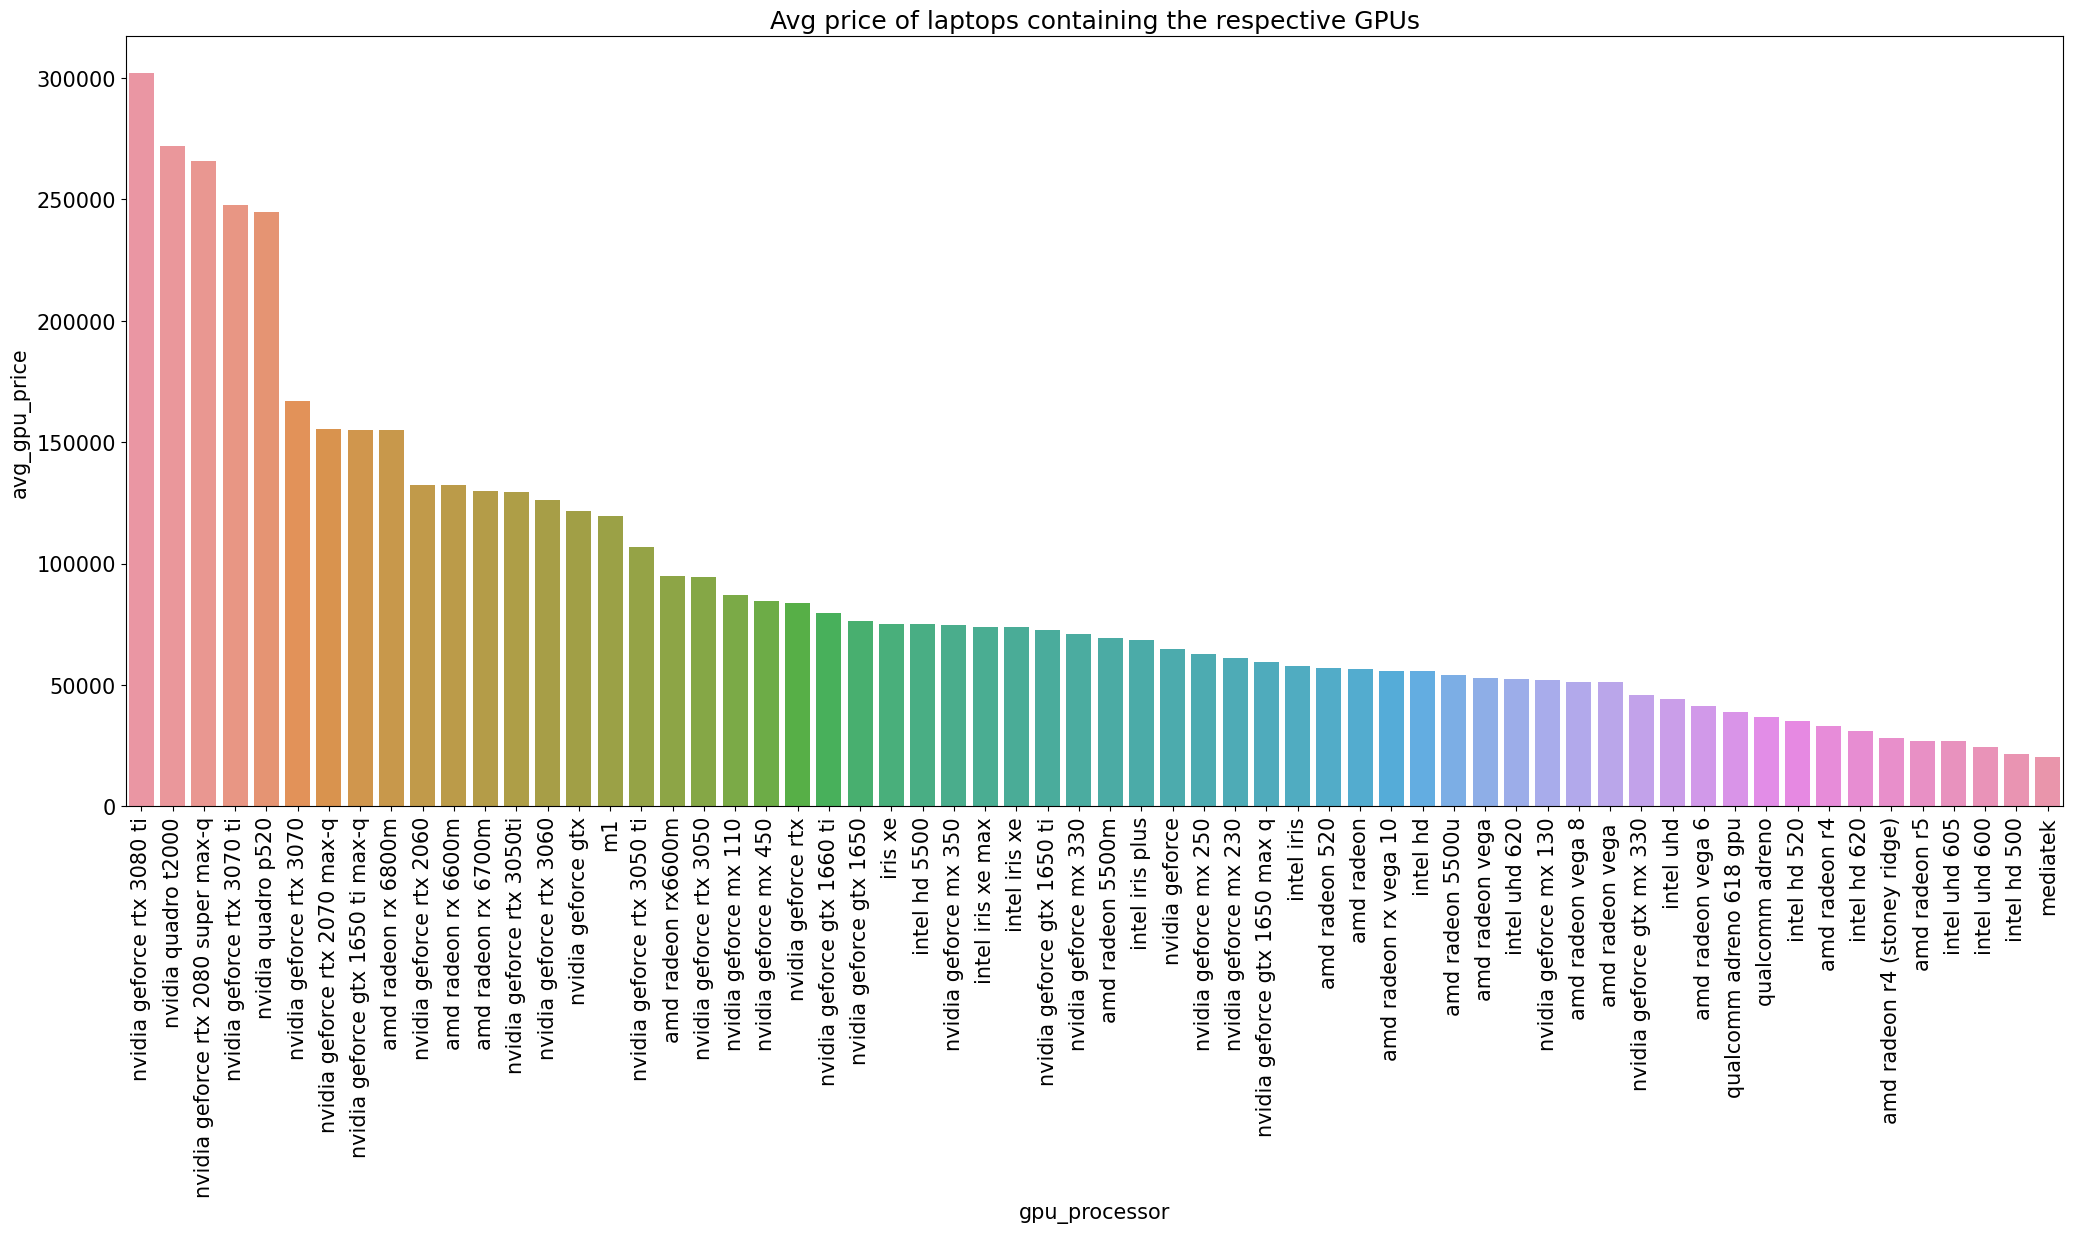 Avg price of laptops containing the respective GPUs
avg_gpu_price
300000
250000
200000
150000
100000
50000
0
nvidia geforce rtx 3080 ti
nvidia quadro t2000
nvidia geforce rtx 2080 super max-q
nvidia geforce rtx 3070 ti
nvidia quadro p520
nvidia geforce rtx 3070
nvidia geforce rtx 2070 max-q
nvidia geforce gtx 1650 ti max-q
amd radeon rx 6800m
nvidia geforce rtx 2060
amd radeon rx 6600m
amd radeon rx 6700m
nvidia geforce rtx 3050ti
nvidia geforce rtx 3060
nvidia geforce gtx
m1
nvidia geforce rtx 3050 ti
amd radeon rx6600m
nvidia geforce rtx 3050
nvidia geforce mx 110
nvidia geforce mx 450
nvidia geforce rtx
nvidia geforce gtx 1660 ti
nvidia geforce gtx 1650
iris xe
intel hd 5500
nvidia geforce mx 350
intel iris xe max
intel iris xe
nvidia geforce gtx 1650 ti
nvidia geforce mx 330
amd radeon 5500m
intel iris plus
nvidia geforce
nvidia geforce mx 250
nvidia geforce mx 230
nvidia geforce gtx 1650 max q
intel iris
amd radeon 520
amd radeon
amd radeon rx vega 10
intel hd
amd radeon 5500u
amd radeon vega
intel uhd 620
nvidia geforce mx 130
amd radeon vega 8
amd radeon vega
nvidia geforce gtx mx 330
intel uhd
amd radeon vega 6
qualcomm adreno 618 gpu
qualcomm adreno
intel hd 520
amd radeon r4
intel hd 620
amd radeon r4 (stoney ridge)
amd radeon r5
intel uhd 605
intel uhd 600
intel hd 500
mediatek
gpu_processor